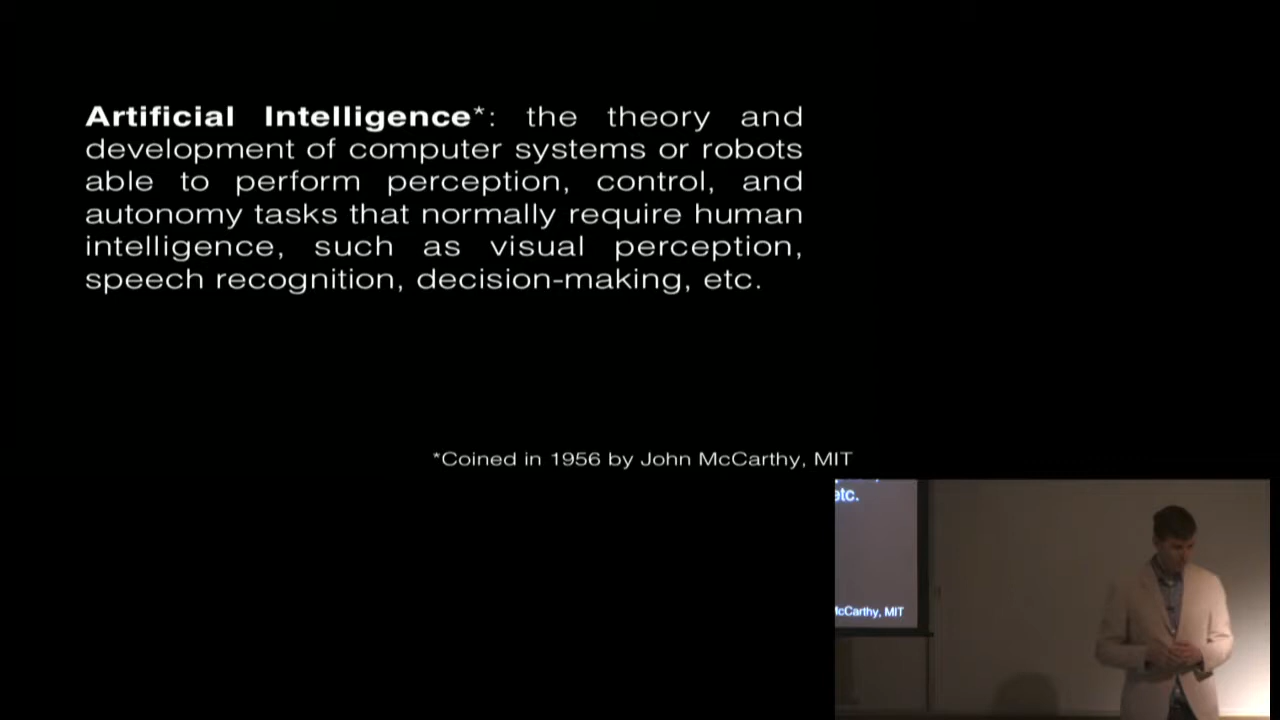 Artificial Intelligence*: the theory and
development of computer systems or robots
able to perform perception, control, and
autonomy tasks that normally require human
intelligence, such as visual perception,
speech recognition, decision-making, etc.
*Coined in 1956 by John McCarthy, MIT
etc.
McCarthy, MIT